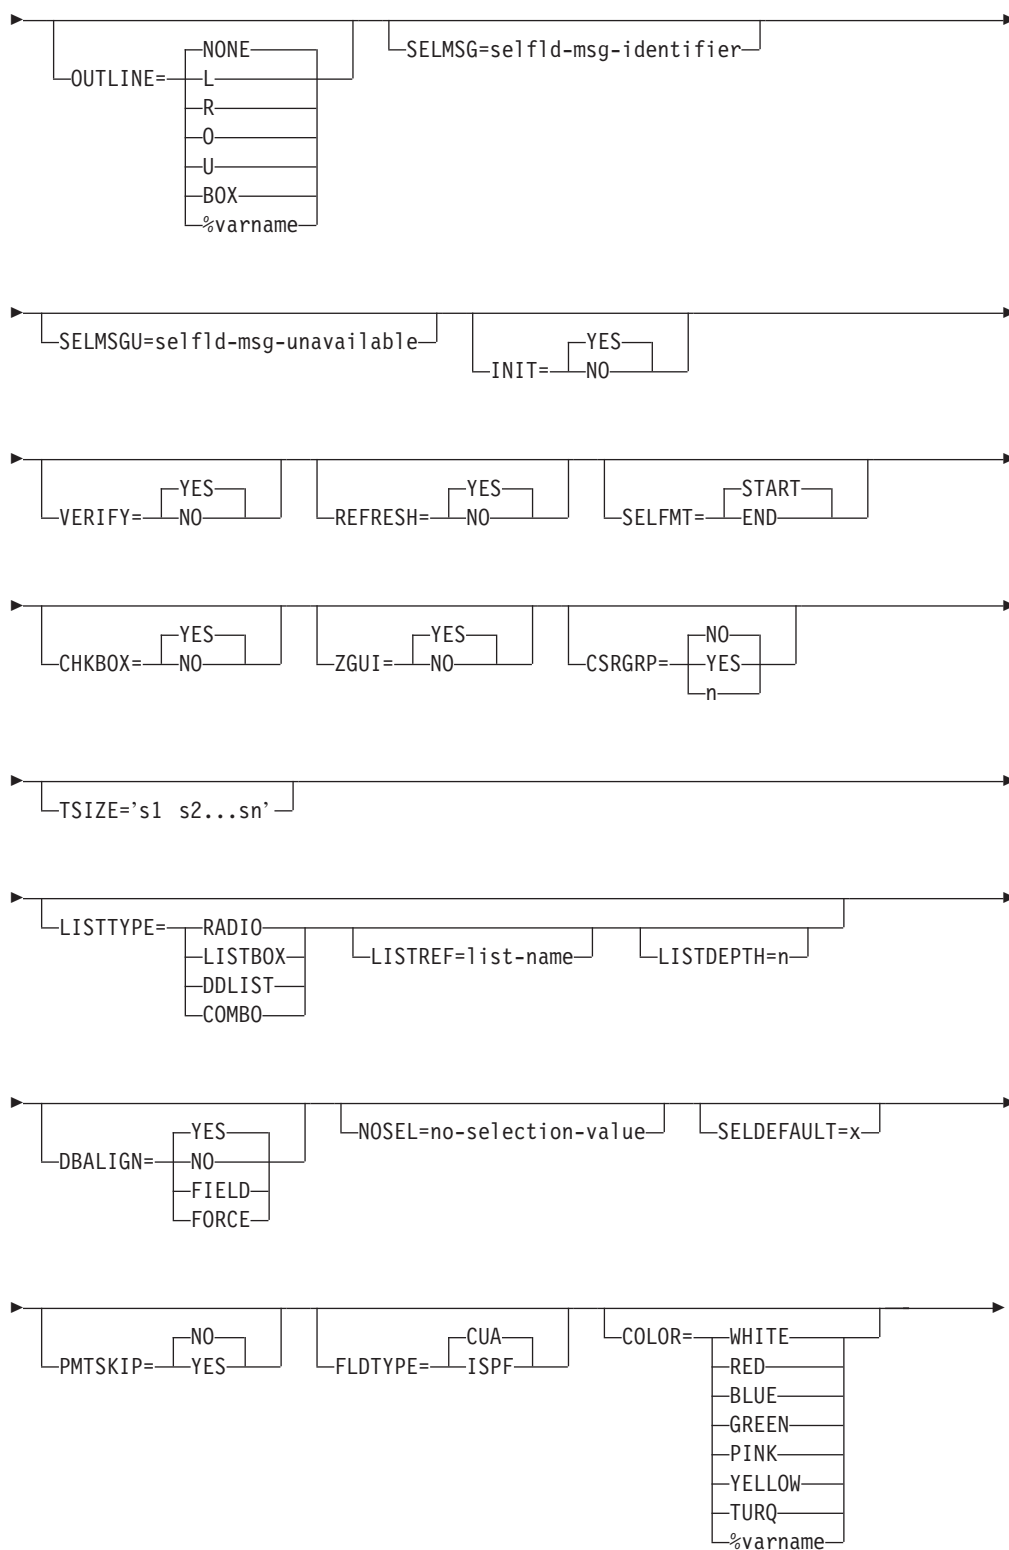 OUTLINE= NONE SELMSG=selfld-msg-identifier
L
R
O
U
BOX
%varname
SELMSGU=selfld-msg-unavailable INIT= YES
NO
VERIFY= YES REFRESH= YES SELFMT= START
NO NO END
CHKBOX= YES ZGUI= YES CSRGRP= NO
NO NO YES
n
TSIZE='s1 s2...sn'
LISTTYPE= RADIO LISTREF=list-name LISTDEPTH=n
LISTBOX
DDLIST
COMBO
DBALIGN= YES NOSEL=no-selection-value SELDEFAULT=x
NO
FIELD
FORCE
PMTSKIP= NO FLDTYPE= CUA COLOR= WHITE
YES ISPF RED
BLUE
GREEN
PINK
YELLOW
TURQ
%varname